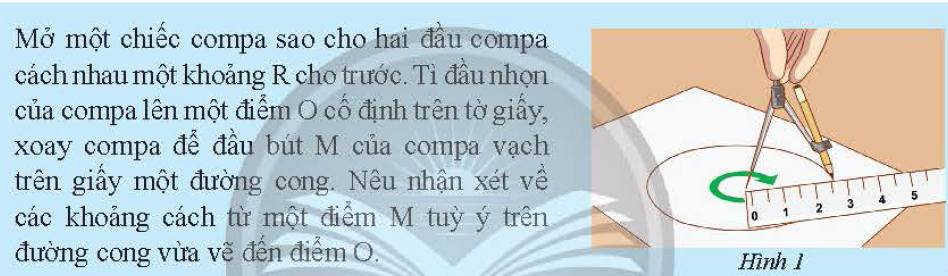 Mở một chiếc compa sao cho hai đầu compa
cách nhau một khoảng R cho trước. Tì đầu nhọn
của compa lên một điểm O cố định trên tờ giấy,
xoay compa để đầu bút M của compa vạch
trên giấy một đường cong. Nêu nhận xét về
các khoảng cách từ một điểm M tuỳ ý trên
đường cong vừa vẽ đến điểm O.
0 1 2 3 4 5
Hình 1